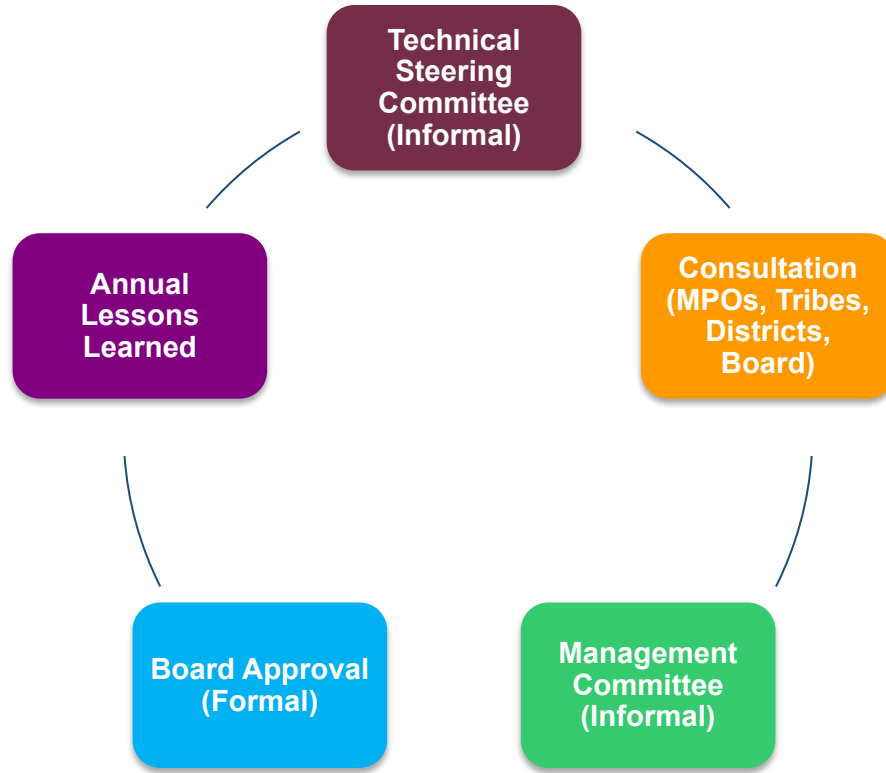 Technical
Steering
Committee
(Informal)
Consultation
(MPOs, Tribes,
Districts,
Board)
Management
Committee
(Informal)
Board Approval
(Formal)
Annual
Lessons
Learned